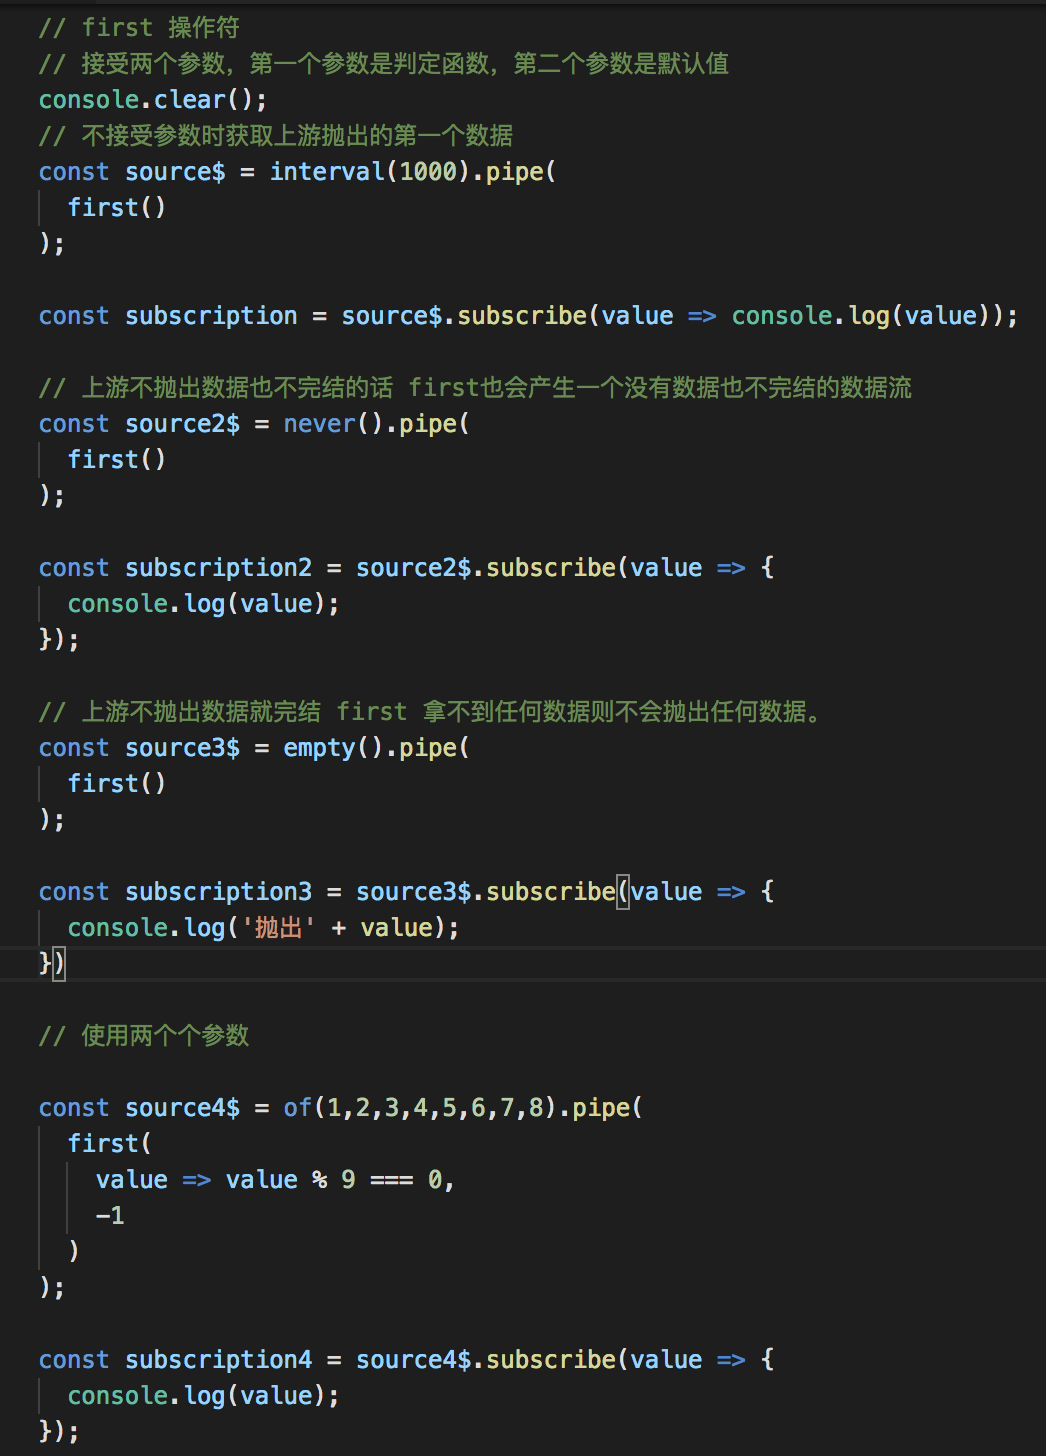 // first 操作符
// 接受两个参数，第一个参数是判定函数，第二个参数是默认值
console.clear();
// 不接受参数时获取上游抛出的第一个数据
const source$ = interval(1000).pipe(
  first()
);
const subscription = source$.subscribe(value => console.log(value));
// 上游不抛出数据也不完结的话 first也会产生一个没有数据也不完结的数据流
const source2$ = never().pipe(
  first()
);
const subscription2 = source2$.subscribe(value => {
  console.log(value);
});
// 上游不抛出数据就完结 first 拿不到任何数据则不会抛出任何数据。
const source3$ = empty().pipe(
  first()
);
const subscription3 = source3$.subscribe(value => {
  console.log('抛出' + value);
})
// 使用两个个参数
const source4$ = of(1,2,3,4,5,6,7,8).pipe(
  first(
    value => value % 9 === 0,
    -1
  )
);
const subscription4 = source4$.subscribe(value => {
  console.log(value);
});